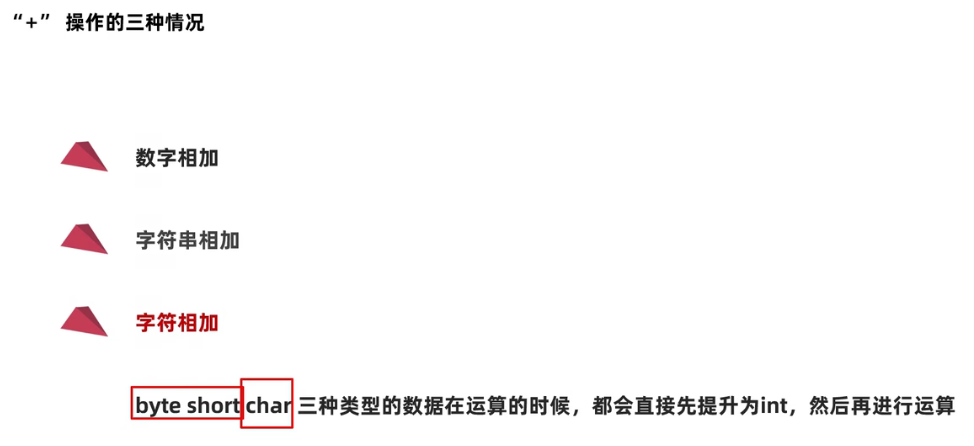 “+” 操作的三种情况
数字相加
字符串相加
字符相加
byte short char 三种类型的数据在运算的时候，都会直接先提升为int，然后再进行运算